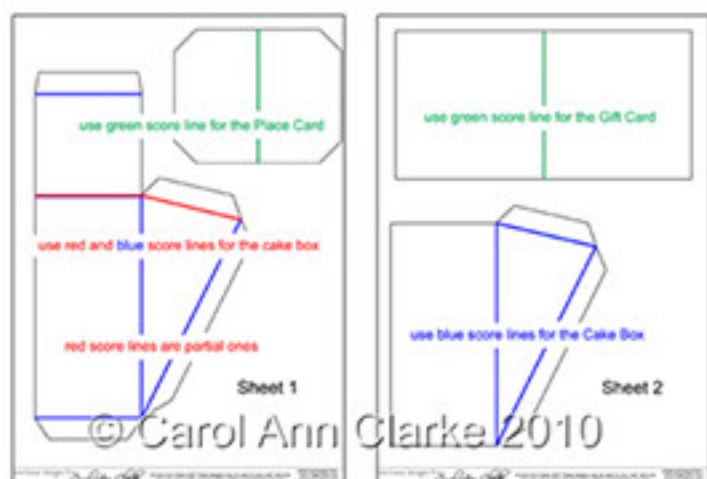 use green score line for the Place Card
use red and blue score lines for the cake box
red score lines are partial ones
Sheet 1
use green score line for the Gift Card
use blue score lines for the Cake Box
Sheet 2
© Carol Ann Clarke 2010